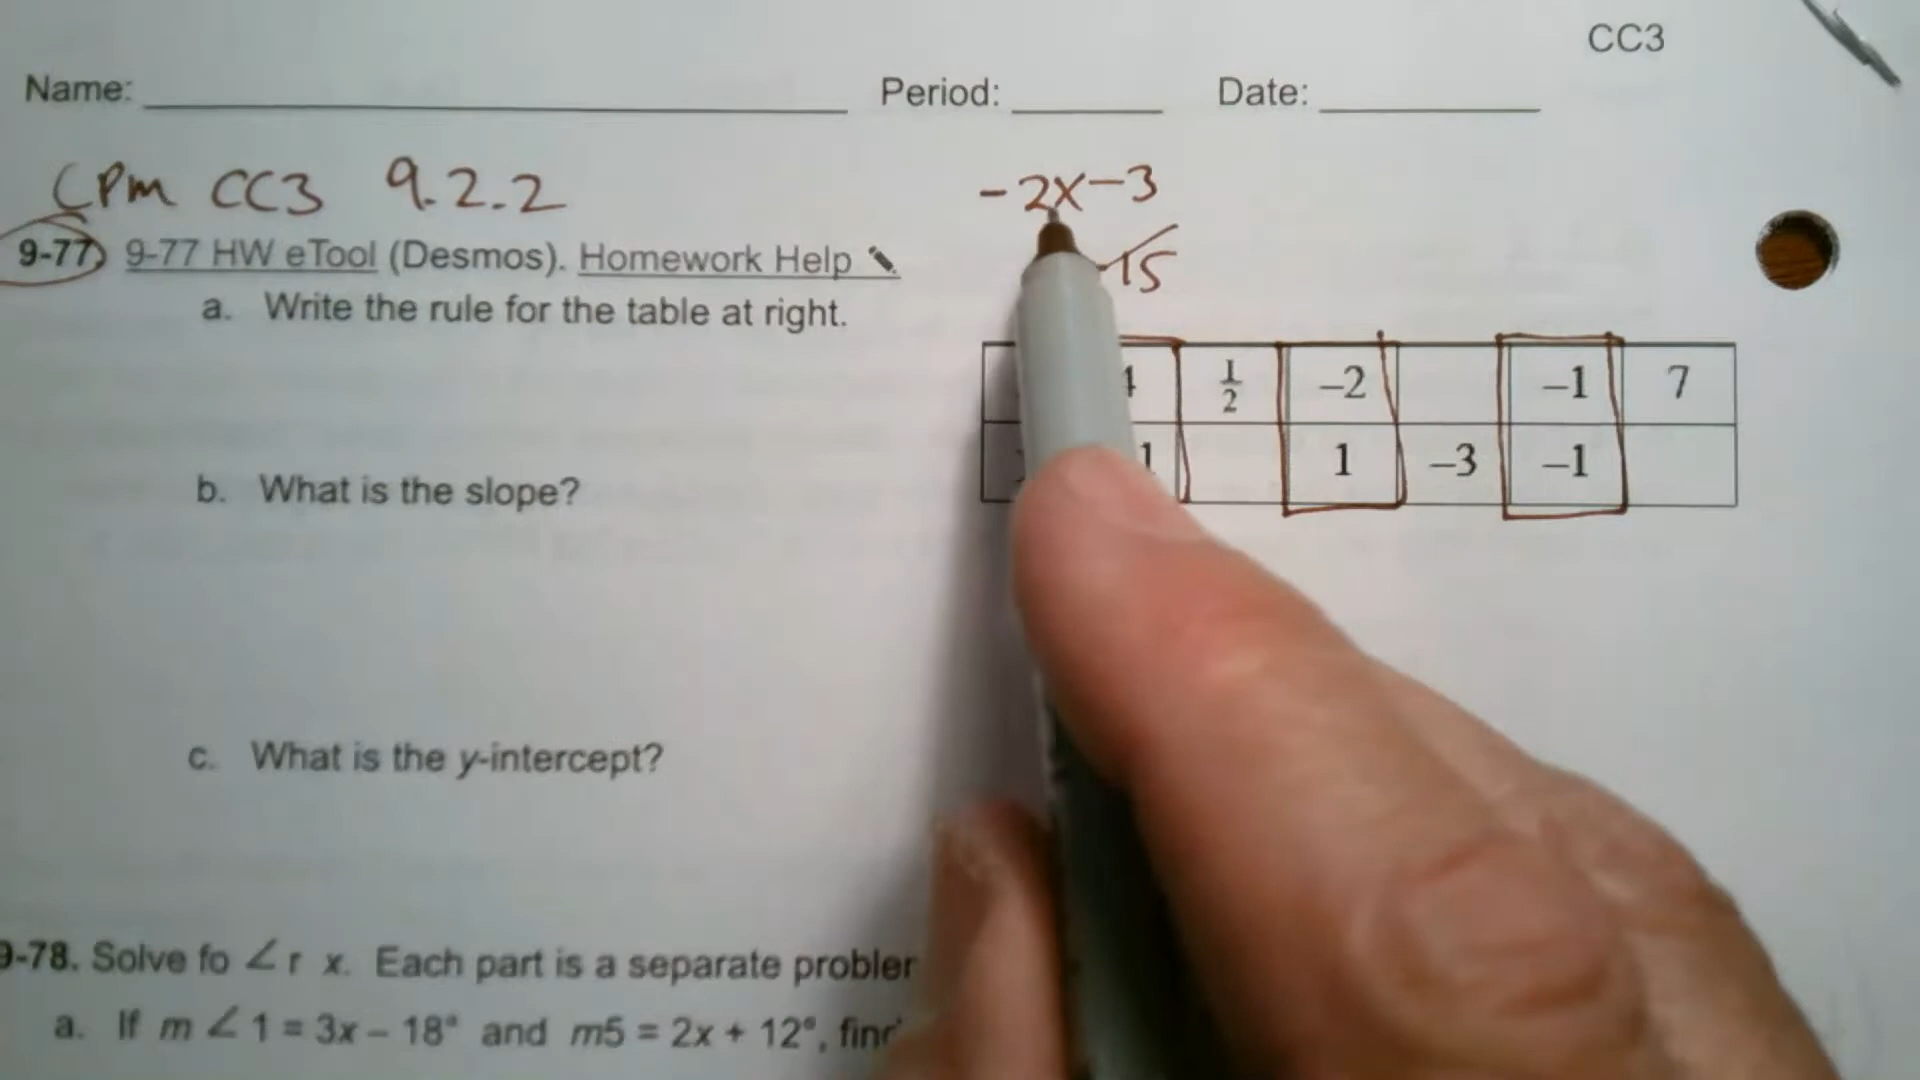 CC3
Name: Period: Date:
CPM CC3 9.2.2
-2x-3
9-77 9-77 HW eTool (Desmos). Homework Help
-15
a. Write the rule for the table at right.
1/2 –2 –1 7
1 –3 –1
b. What is the slope?
c. What is the y-intercept?
9-78. Solve fo ∠ r x. Each part is a separate
a. If m ∠ 1 = 3x – 18° and m5 = 2x + 12°,